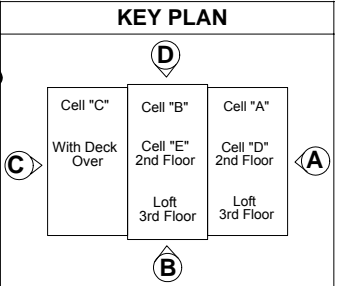 KEY PLAN
D
Cell "C"
With Deck
Over
Cell "B"
Cell "E"
2nd Floor
Loft
3rd Floor
Cell "A"
Cell "D"
2nd Floor
Loft
3rd Floor
C
A
B